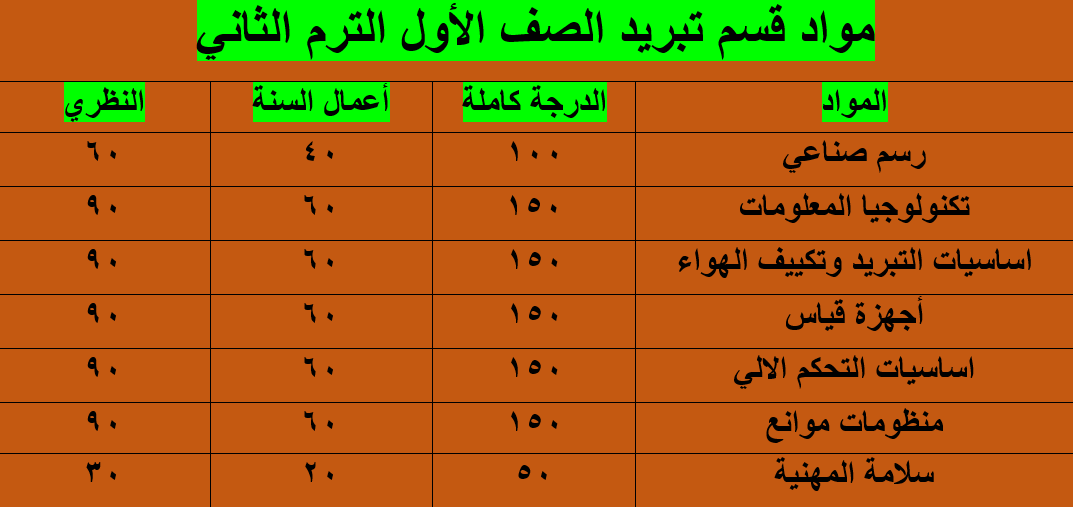 مواد قسم تبريد الصف الأول الترم الثاني
المواد الدرجة كاملة أعمال السنة النظري
رسم صناعي ١٠٠ ٤٠ ٦٠
تكنولوجيا المعلومات ١٥٠ ٦٠ ٩٠
اساسيات التبريد وتكييف الهواء ١٥٠ ٦٠ ٩٠
أجهزة قياس ١٥٠ ٦٠ ٩٠
اساسيات التحكم الالي ١٥٠ ٦٠ ٩٠
منظومات موانع ١٥٠ ٦٠ ٩٠
سلامة المهنية ٥٠ ٢٠ ٣٠